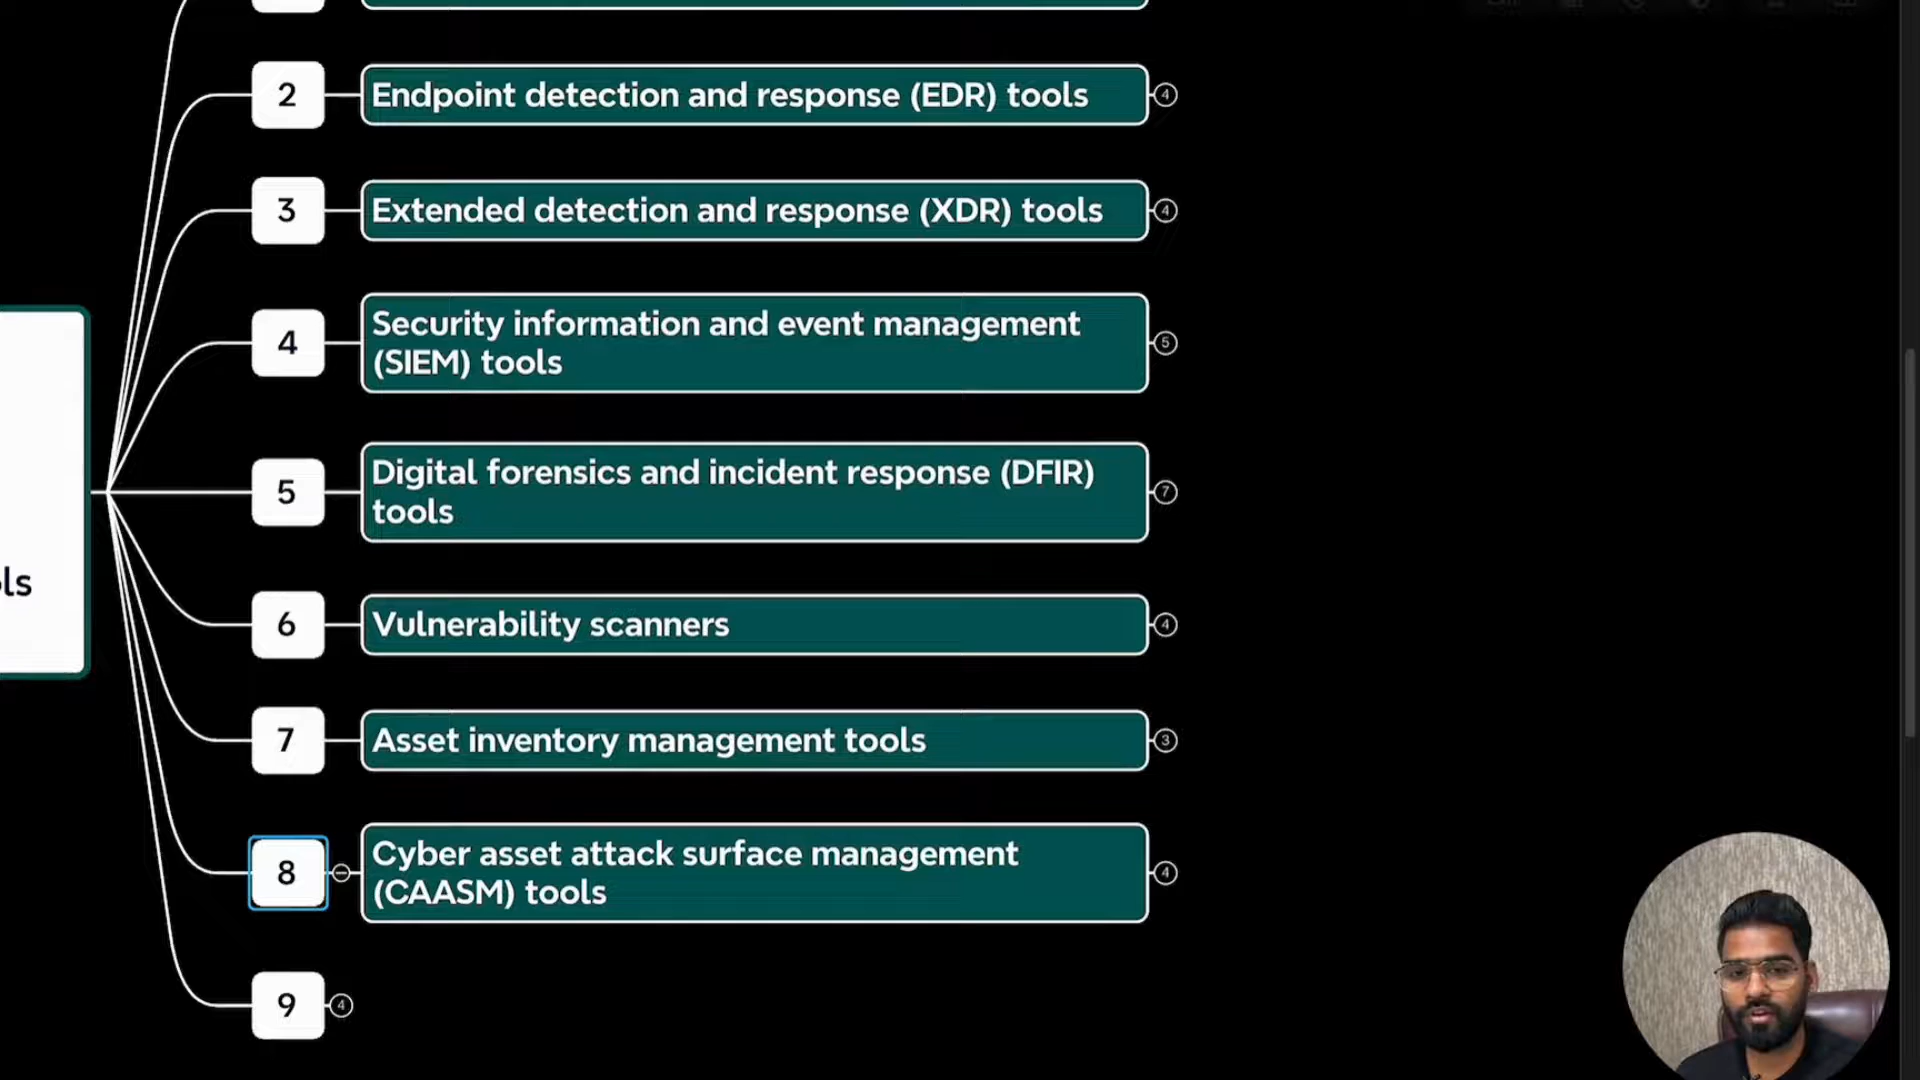 2
Endpoint detection and response (EDR) tools
4
3
Extended detection and response (XDR) tools
4
4
Security information and event management
(SIEM) tools
5
5
Digital forensics and incident response (DFIR)
tools
7
ls
6
Vulnerability scanners
4
7
Asset inventory management tools
3
8
Cyber asset attack surface management
(CAASM) tools
4
9
4